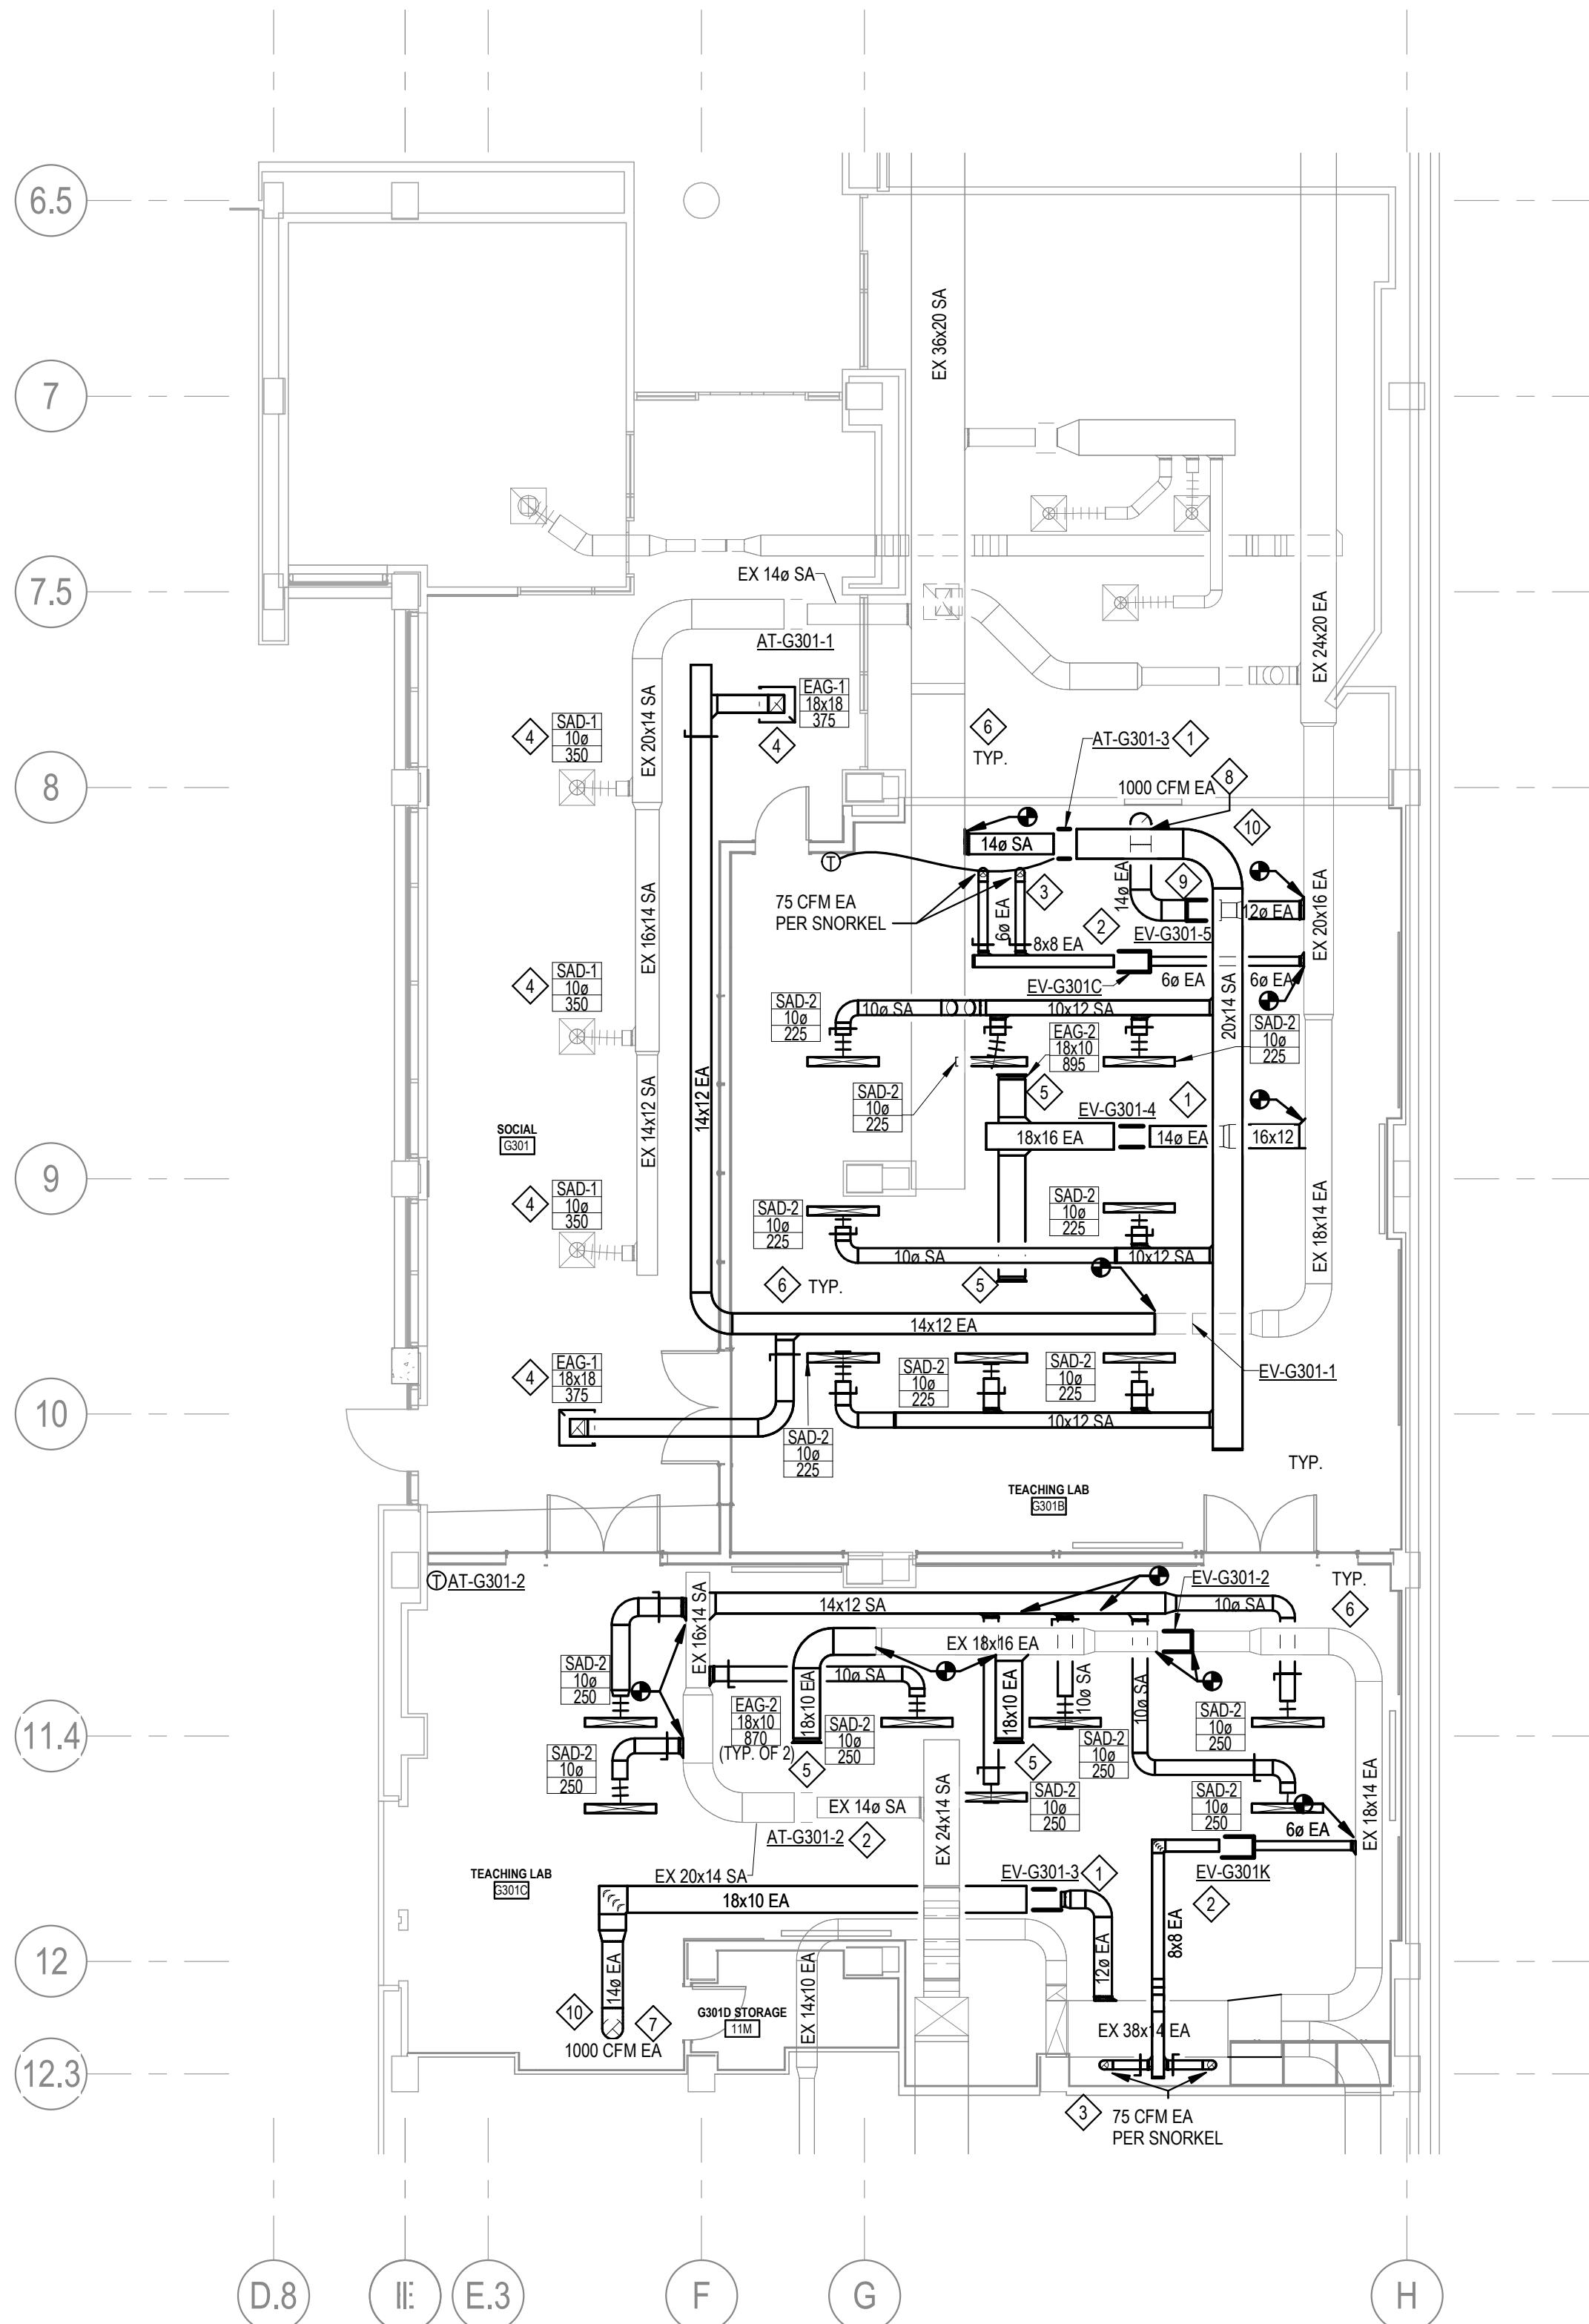 6.5
EX 36x20 SA
7
7.5
EX 14ø SA
AT-G301-1
EX 24x20 EA
EX 20x14 SA
EAG-1
18x18
375
4
4
SAD-1
10ø
350
6
TYP.
AT-G301-3
1
8
1000 CFM EA
8
10
14ø SA
T
75 CFM EA
PER SNORKEL
3
6ø EA
14ø EA
9
12ø EA
EX 20x16 EA
2
EV-G301-5
8x8 EA
EV-G301C
6ø EA
6ø EA
EX 16x14 SA
4
SAD-1
10ø
350
SAD-2
10ø
225
10ø SA
10x12 SA
20x14 SA
EAG-2
18x10
895
SAD-2
10ø
225
SAD-2
10ø
225
5
EV-G301-4
1
14x12 EA
EX 14x12 SA
SOCIAL
G301
18x16 EA
14ø EA
16x12
9
4
SAD-1
10ø
350
SAD-2
10ø
225
SAD-2
10ø
225
EX 18x14 EA
10ø SA
10x12 SA
6
TYP.
5
14x12 EA
EV-G301-1
4
EAG-1
18x18
375
SAD-2
10ø
225
SAD-2
10ø
225
10
10x12 SA
SAD-2
10ø
225
TYP.
TEACHING LAB
G301B
T
AT-G301-2
EX 16x14 SA
14x12 SA
EV-G301-2
10ø SA
TYP.
6
EX 18x16 EA
SAD-2
10ø
250
10ø SA
18x10 EA
18x10 EA
10ø SA
10ø SA
EAG-2
18x10
870
(TYP. OF 2)
SAD-2
10ø
250
SAD-2
10ø
250
SAD-2
10ø
250
11.4
5
5
SAD-2
10ø
250
SAD-2
10ø
250
SAD-2
10ø
250
EX 14ø SA
EX 24x14 SA
EX 18x14 EA
6ø EA
AT-G301-2
2
EX 20x14 SA
TEACHING LAB
G301C
18x10 EA
EV-G301-3
1
EV-G301K
2
8x8 EA
12ø EA
12
14ø EA
EX 14x10 EA
10
7
G301D STORAGE
11M
1000 CFM EA
EX 38x14 EA
12.3
3
75 CFM EA
PER SNORKEL
D.8
E.3
F
G
H